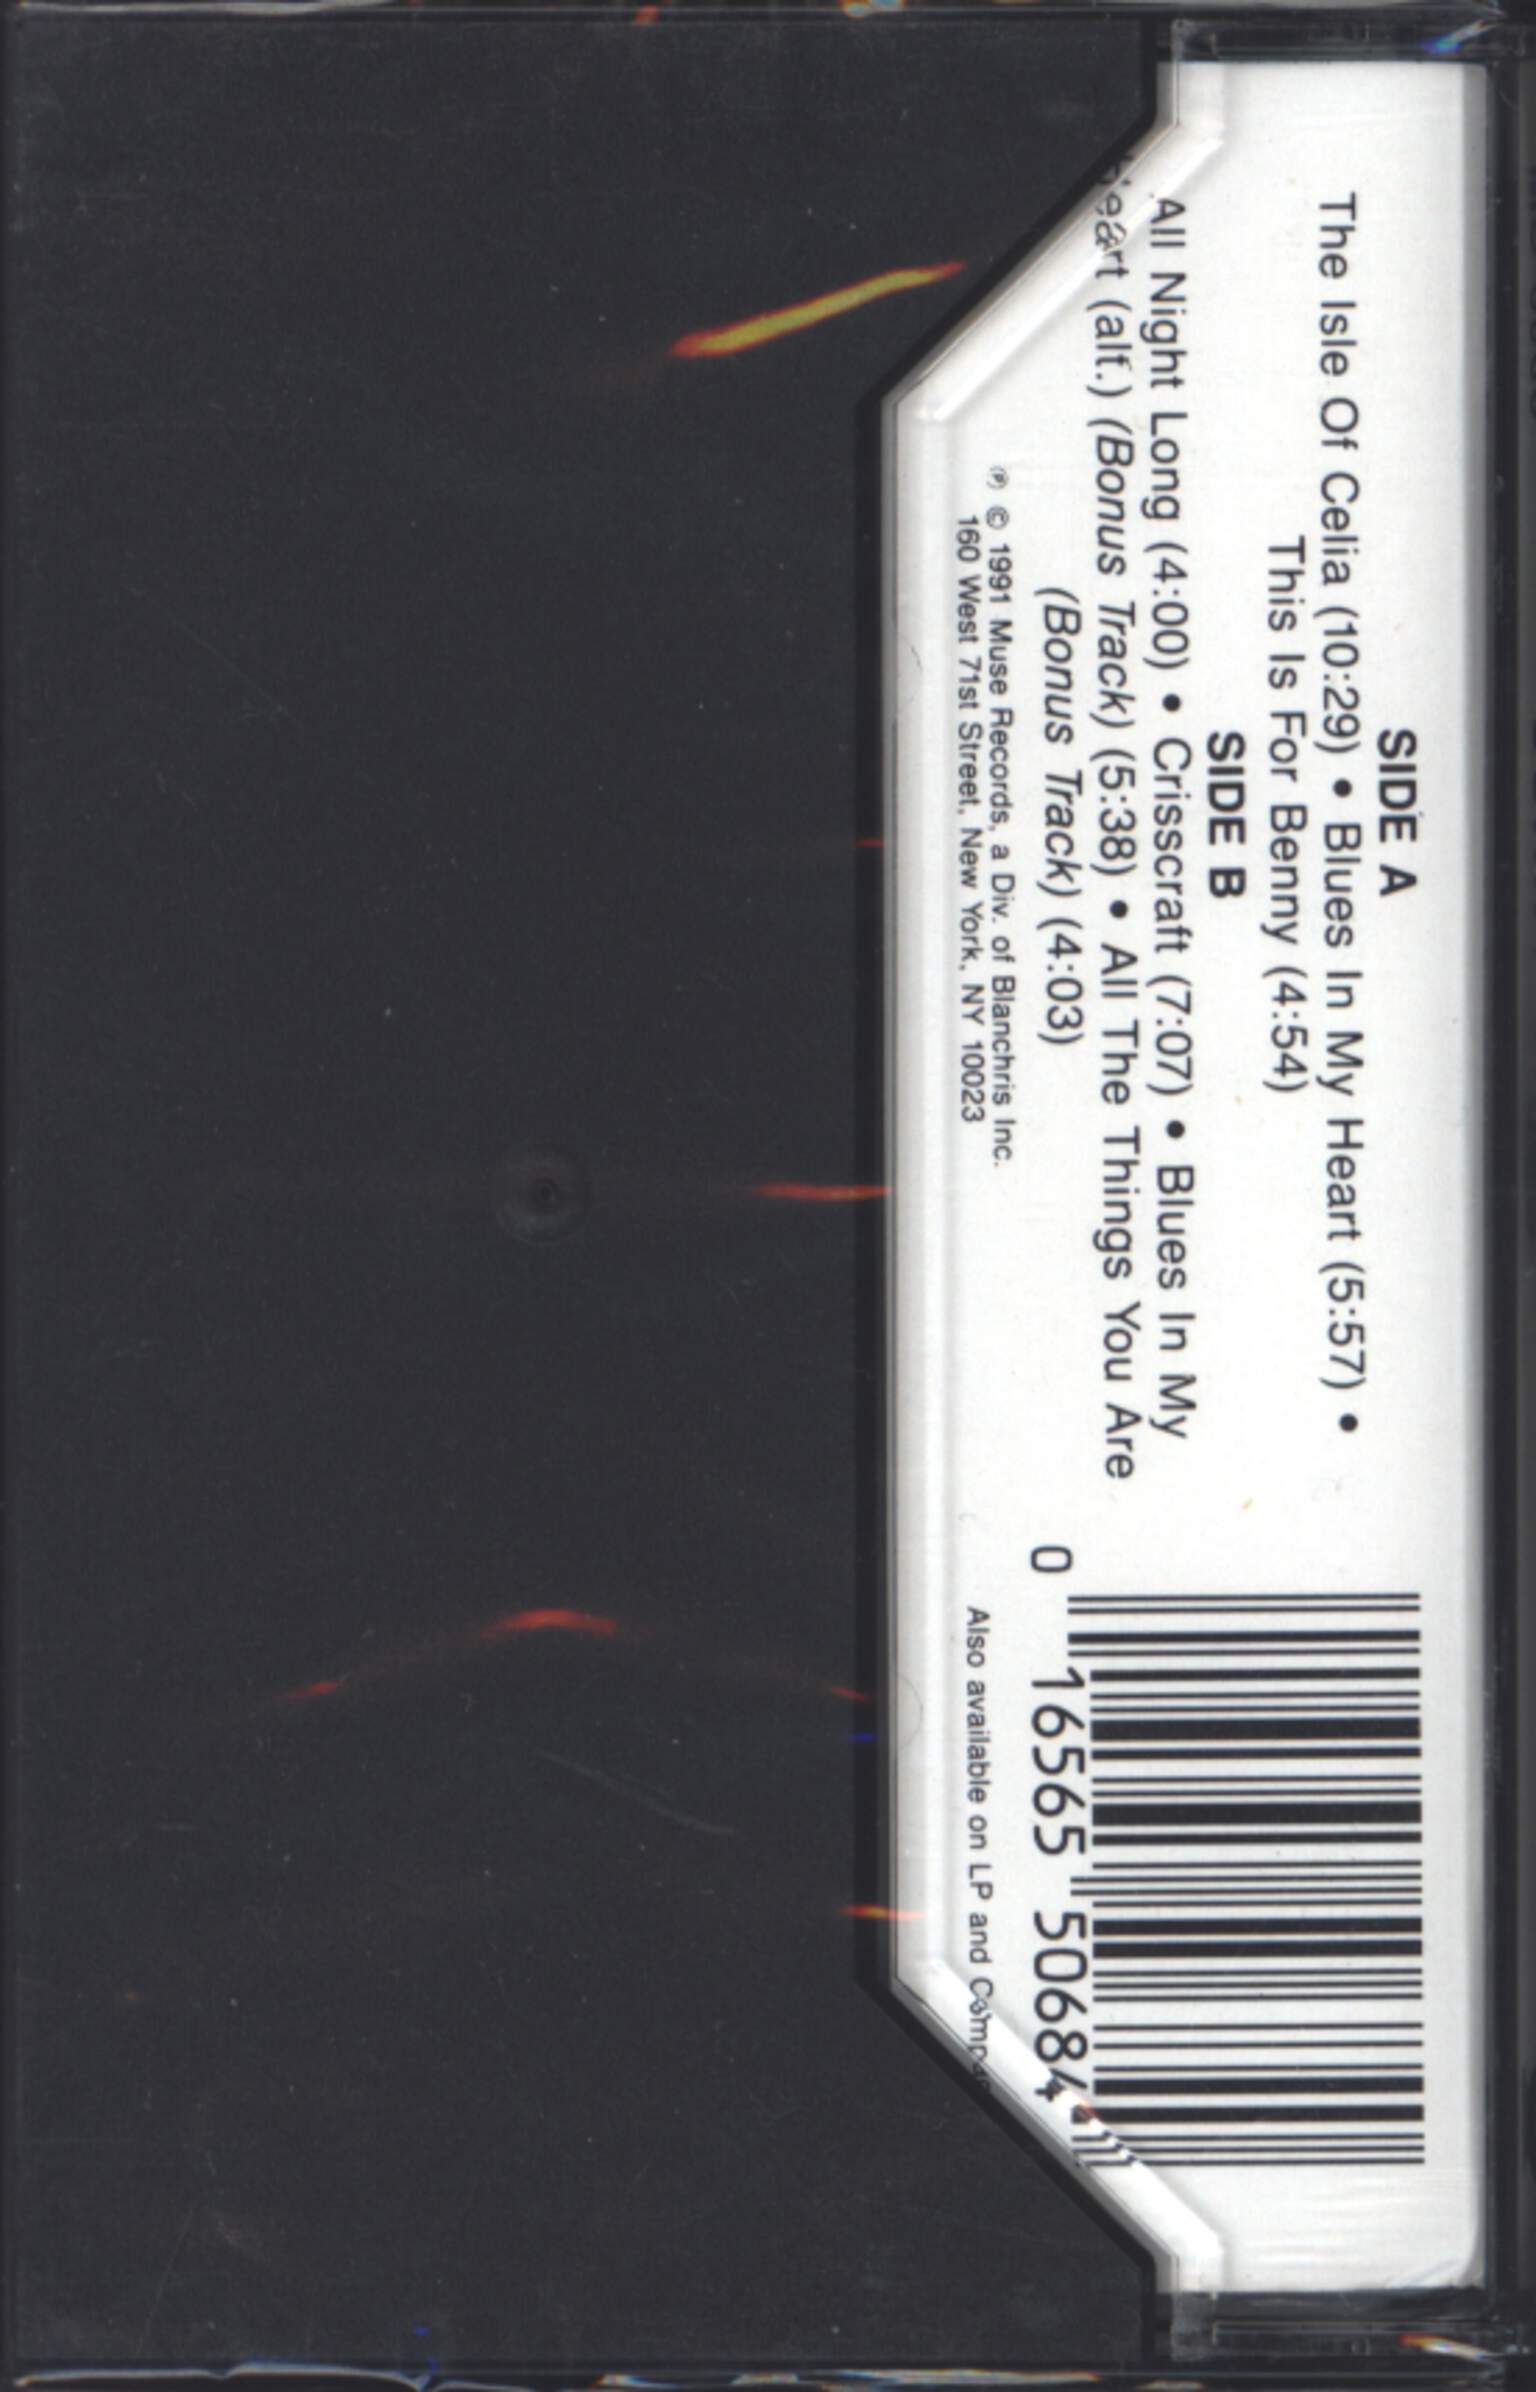 SIDE A
The Isle Of Celia (10:29) • Blues In My Heart (5:57) •
This Is For Benny (4:54)
SIDE B
All Night Long (4:00) • Crisscraft (7:07) • Blues In My
Heart (alt.) (Bonus Track) (5:38) • All The Things You Are
(Bonus Track) (4:03)
℗ © 1991 Muse Records, a Div. of Blanchris Inc.
160 West 71st Street, New York, NY 10023
0 16565 50684
Also available on LP and